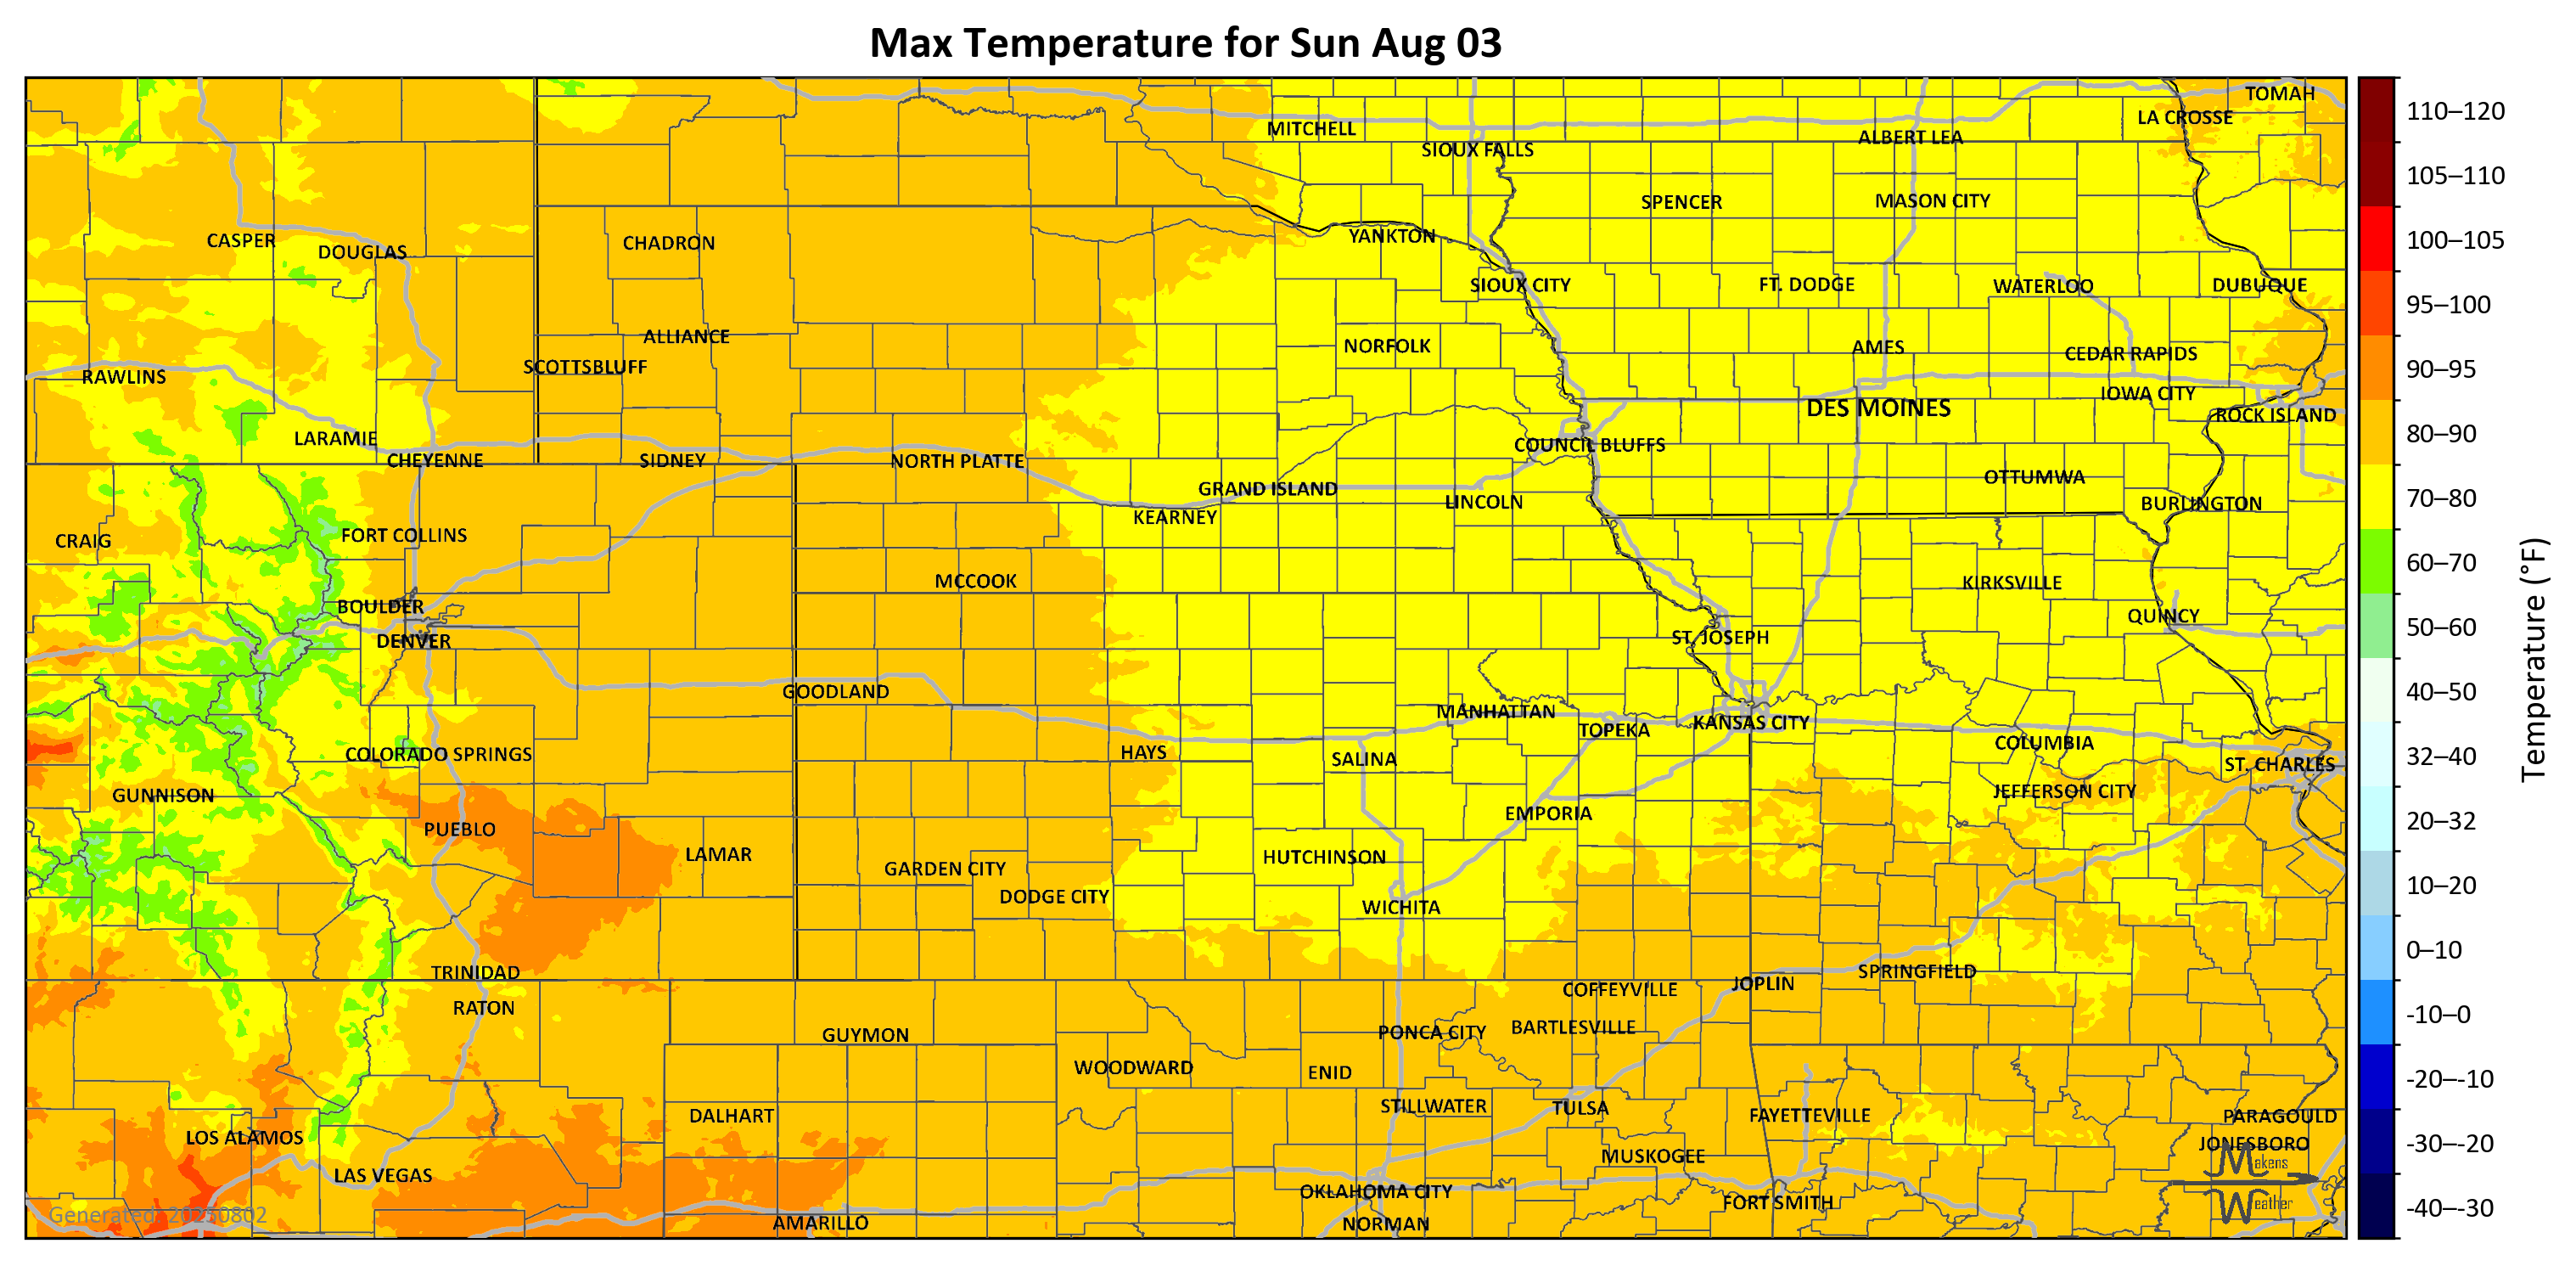 Max Temperature for Sun Aug 03
TOMAH
LA CROSSE
MITCHELL
ALBERT LEA
SIOUX FALLS
SPENCER
MASON CITY
CASPER
DOUGLAS
CHADRON
YANKTON
SIOUX CITY
FT. DODGE
WATERLOO
DUBUQUE
ALLIANCE
NORFOLK
AMES
CEDAR RAPIDS
SCOTTSBLUFF
RAWLINS
IOWA CITY
DES MOINES
ROCK ISLAND
LARAMIE
COUNCIL BLUFFS
CHEYENNE
SIDNEY
NORTH PLATTE
OTTUMWA
GRAND ISLAND
LINCOLN
BURLINGTON
KEARNEY
CRAIG
FORT COLLINS
MCCOOK
KIRKSVILLE
BOULDER
QUINCY
DENVER
ST. JOSEPH
GOODLAND
MANHATTAN
TOPEKA
KANSAS CITY
COLORADO SPRINGS
HAYS
SALINA
COLUMBIA
ST. CHARLES
GUNNISON
JEFFERSON CITY
PUEBLO
EMPORIA
LAMAR
HUTCHINSON
GARDEN CITY
DODGE CITY
WICHITA
TRINIDAD
SPRINGFIELD
JOPLIN
COFFEYVILLE
RATON
GUYMON
PONCA CITY
BARTLESVILLE
WOODWARD
ENID
STILLWATER
TULSA
DALHART
FAYETTEVILLE
PARAGOULD
LOS ALAMOS
JONESBORO
MUSKOGEE
LAS VEGAS
OKLAHOMA CITY
FORT SMITH
AMARILLO
NORMAN
Generated: 20250802
Makens
Weather
110–120
105–110
100–105
95–100
90–95
80–90
70–80
60–70
50–60
40–50
32–40
20–32
10–20
0–10
-10–0
-20–-10
-30–-20
-40–-30
Temperature (°F)